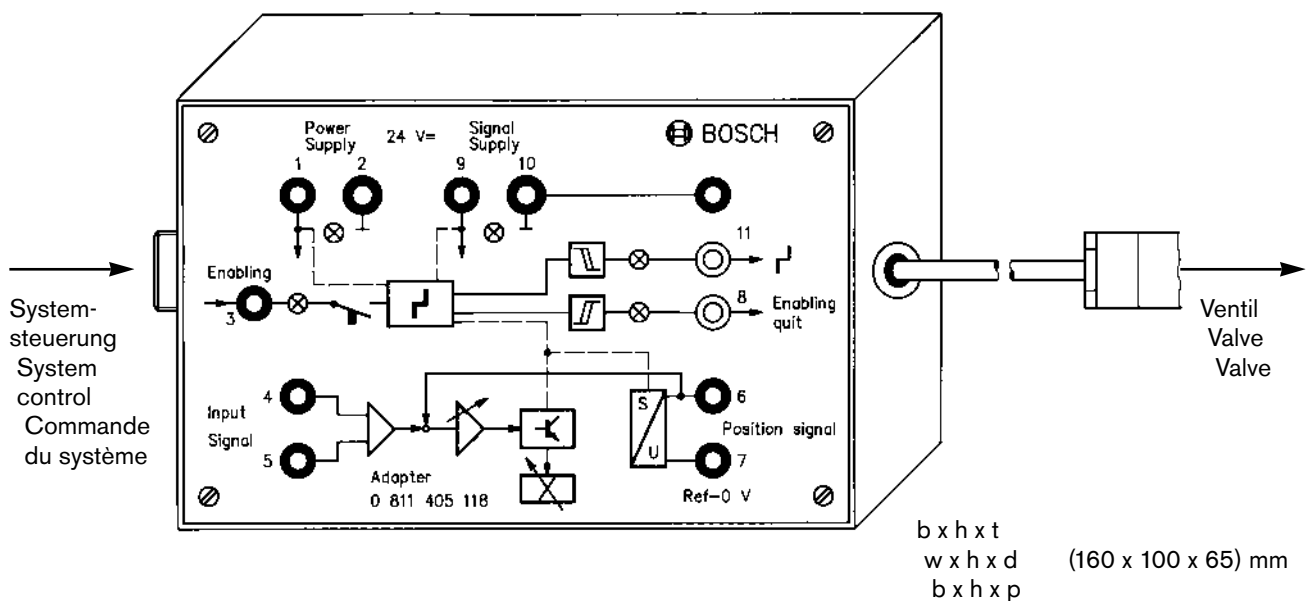 Power
Supply
24 V=
Signal
Supply
BOSCH
1
2
9
10
11
Enabling
3
8
Enabling
quit
System-
steuerung
System
control
Commande
du système
Ventil
Valve
Valve
4
Input
Signal
5
S
U
6
Position signal
7
Adapter
0 811 405 118
Ref-0 V
b x h x t
w x h x d (160 x 100 x 65) mm
b x h x p